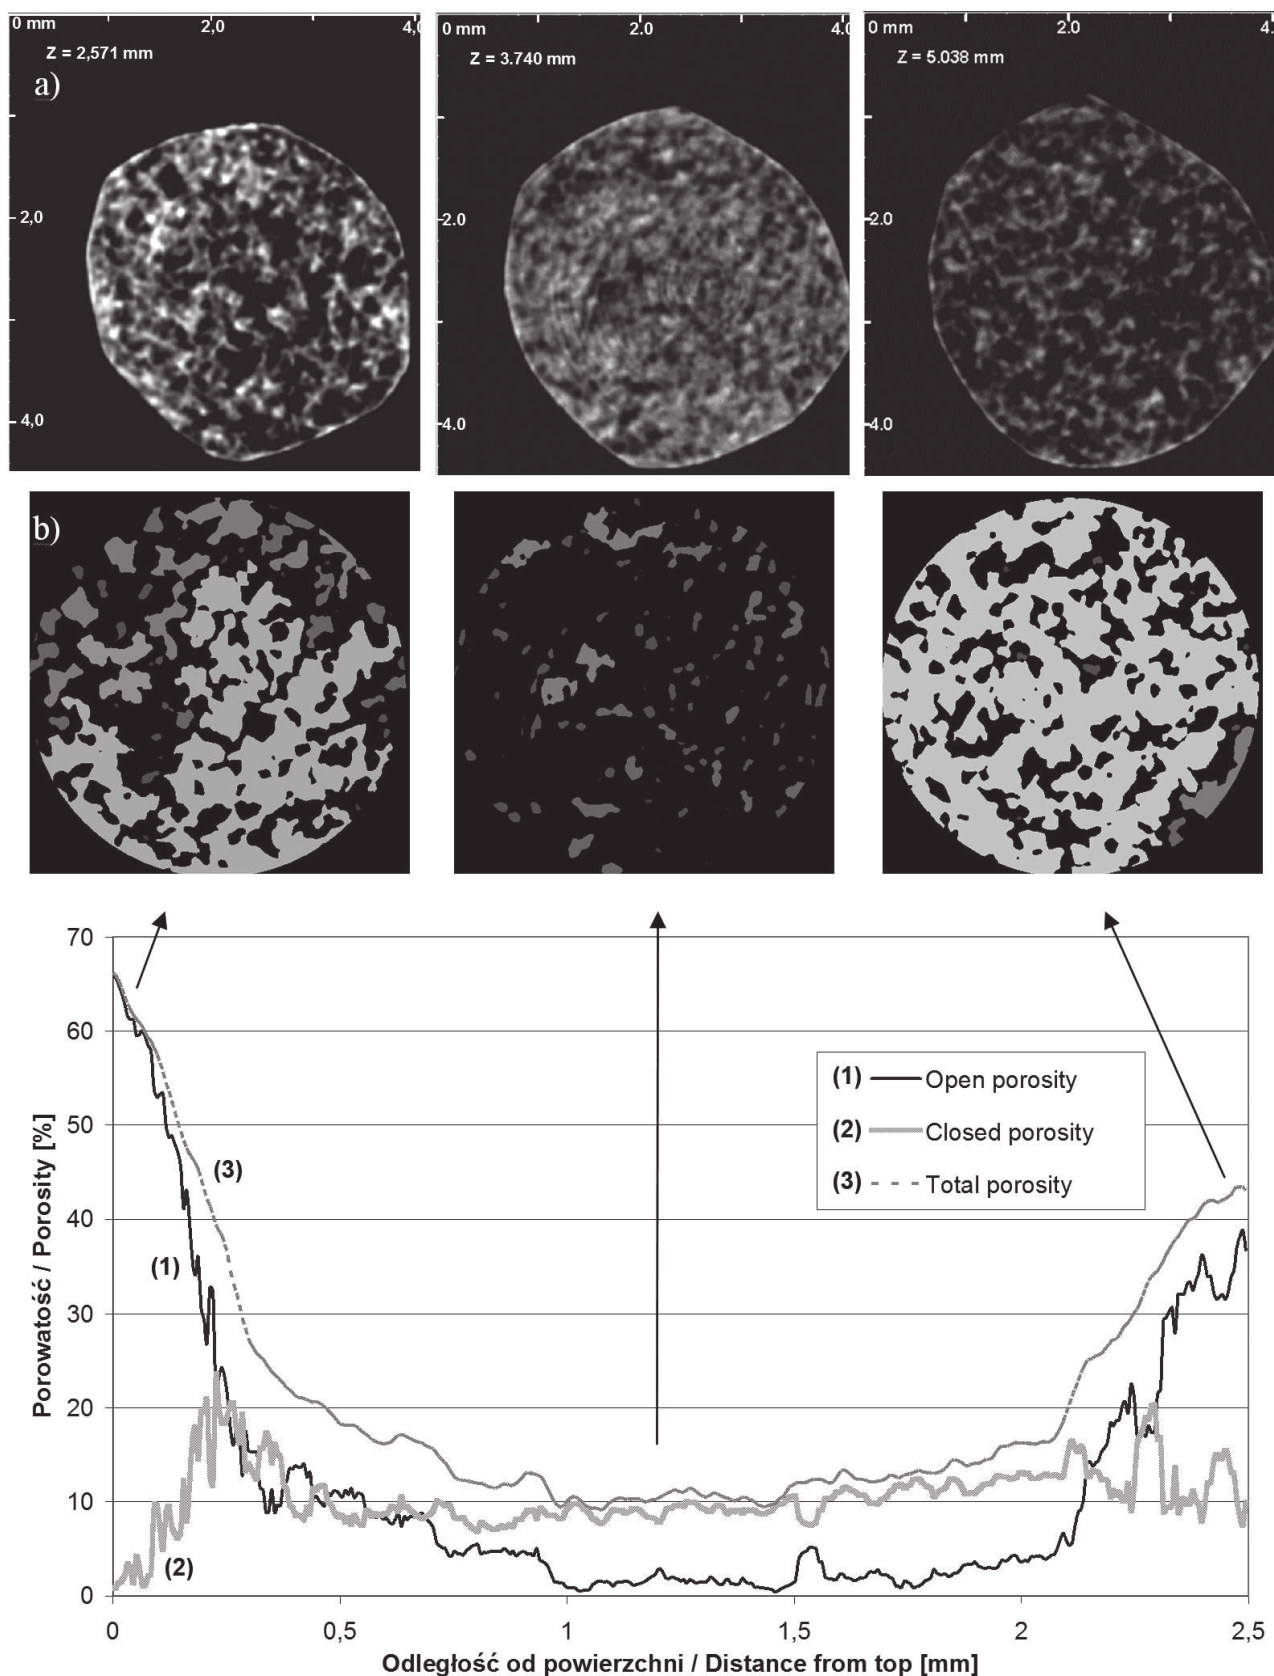 0 mm 2,0 4,0
Z = 2,571 mm
a)
2,0
4,0
0 mm 2.0 4.0
Z = 3.740 mm
2.0
4.0
0 mm 2.0 4.
Z = 5.038 mm
2.0
4.0
b)
Porowatość / Porosity [%]
70
60
50
40
30
20
10
0
(1) Open porosity
(2) Closed porosity
(3) Total porosity
(3)
(1)
(2)
0 0,5 1 1,5 2 2,5
Odległość od powierzchni / Distance from top [mm]